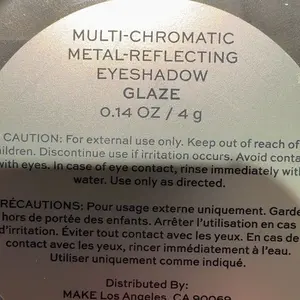 MULTI-CHROMATIC
METAL-REFLECTING
EYESHADOW
GLAZE
0.14 OZ / 4 g
CAUTION: For external use only. Keep out of reach of
children. Discontinue use if irritation occurs. Avoid contact
with eyes. In case of eye contact, rinse immediately with
water. Use only as directed.
PRÉCAUTIONS: Pour usage externe uniquement. Garder
hors de portée des enfants. Arrêter l'utilisation en cas
d'irritation. Éviter tout contact avec les yeux. En cas de
contact avec les yeux, rincer immédiatement à l'eau.
Utiliser uniquement comme indiqué.
Distributed By:
MAKE Los Angeles, CA 90069